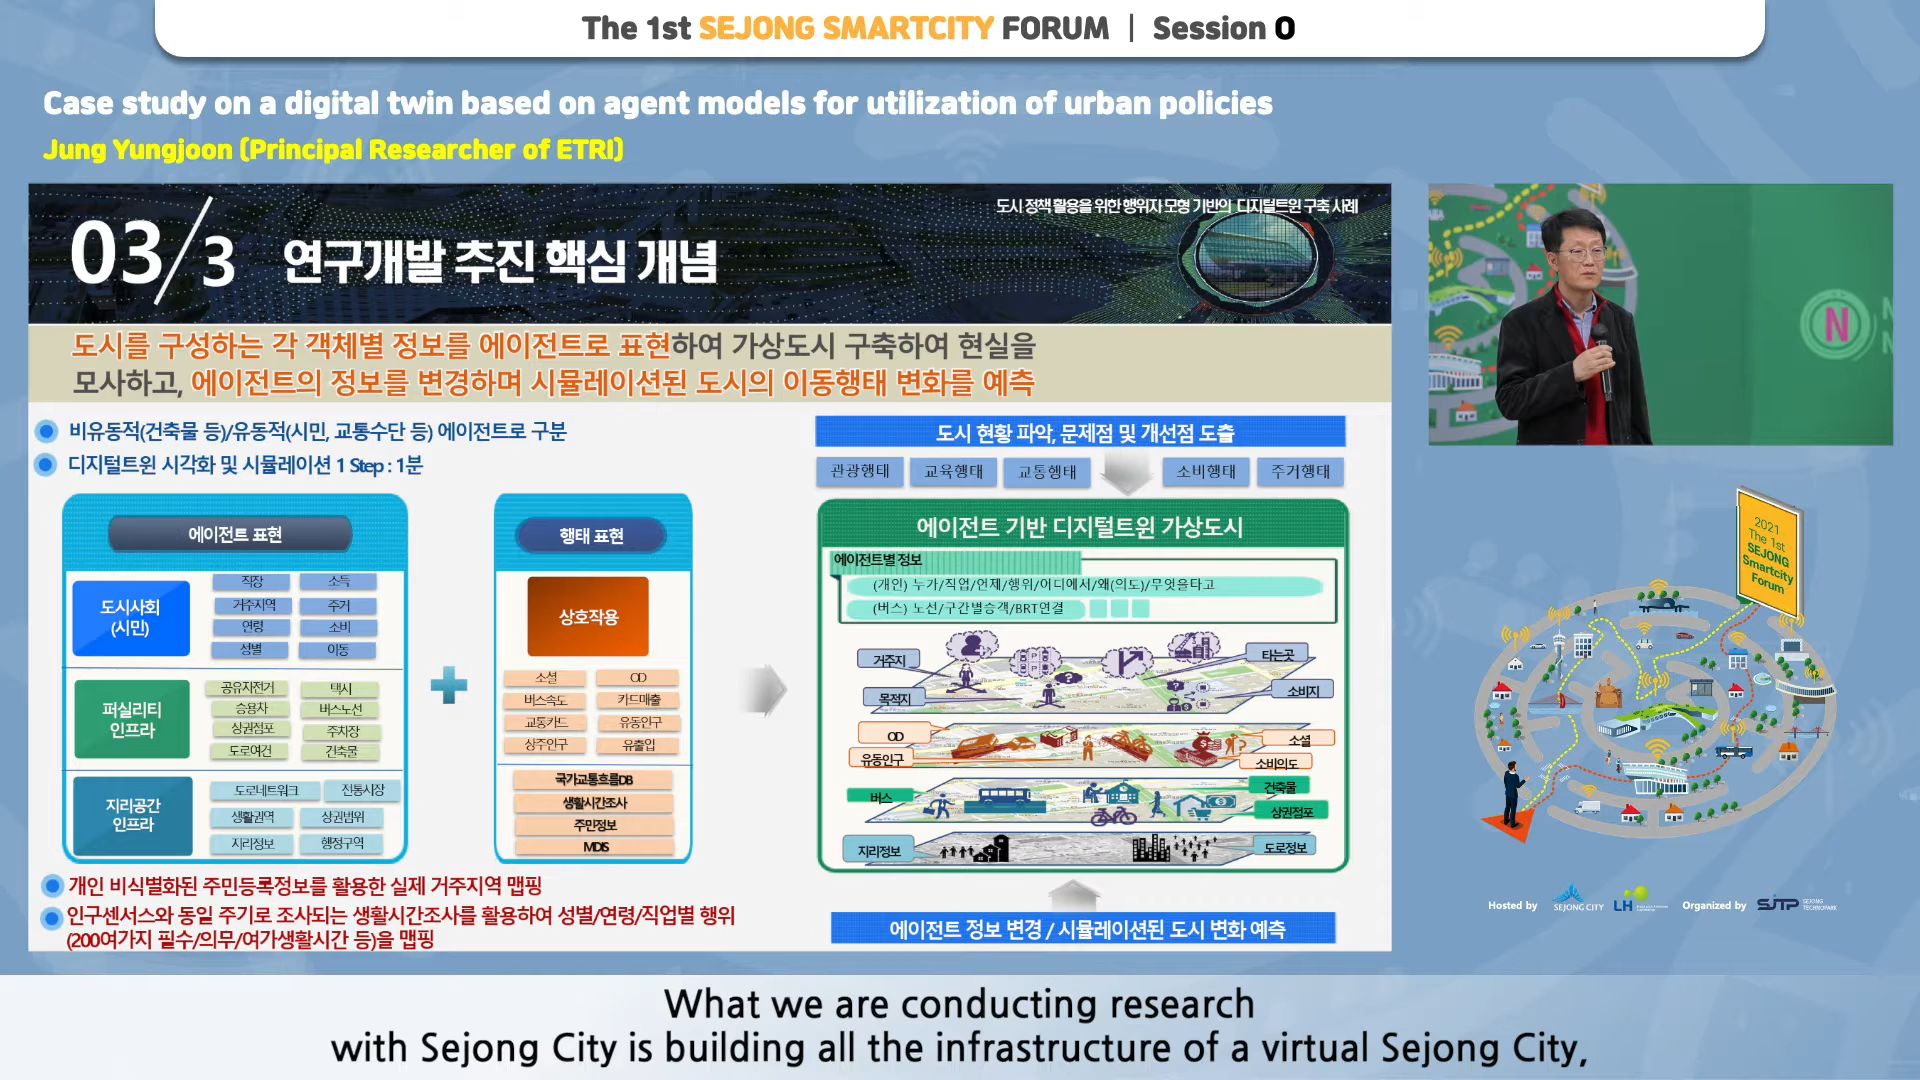 The 1st SEJONG SMARTCITY FORUM | Session 0
Case study on a digital twin based on agent models for utilization of urban policies
Jung Yungjoon (Principal Researcher of ETRI)
도시 정책 활용을 위한 행위자 모형 기반의 디지털트윈 구축 사례
03/3 연구개발 추진 핵심 개념
도시를 구성하는 각 객체별 정보를 에이전트로 표현하여 가상도시 구축하여 현실을
모사하고, 에이전트의 정보를 변경하며 시뮬레이션된 도시의 이동행태 변화를 예측
비유동적(건축물 등)/유동적(시민, 교통수단 등) 에이전트로 구분
디지털트윈 시각화 및 시뮬레이션 1 Step : 1분
에이전트 표현
도시사회
(시민)
직장 소득
거주지역 주거
연령 소비
성별 이동
퍼실리티
인프라
공유자전거 택시
승용차 버스노선
상권점포 주차장
도로여건 건축물
지리공간
인프라
도로네트워크 전통시장
생활권역 상권범위
지리정보 행정구역
행태 표현
상호작용
소셜 OD
버스속도 카드매출
교통카드 유동인구
상주인구 유출입
국가교통흐름DB
생활시간조사
주민정보
MDIS
도시 현황 파악, 문제점 및 개선점 도출
관광행태 교육행태 교통행태 소비행태 주거행태
에이전트 기반 디지털트윈 가상도시
에이전트별 정보
(개인) 누가/직업/언제/행위/어디에서/왜(의도)/무엇을타고
(버스) 노선/구간별승객/BRT연결
거주지 타는곳
목적지 소비지
OD 소셜
유동인구 소비의도
버스 건축물
상권점포
지리정보 도로정보
에이전트 정보 변경 / 시뮬레이션된 도시 변화 예측
개인 비식별화된 주민등록정보를 활용한 실제 거주지역 맵핑
인구센서스와 동일 주기로 조사되는 생활시간조사를 활용하여 성별/연령/직업별 행위
(200여가지 필수/의무/여가생활시간 등)을 맵핑
N
2021
The 1st
SEJONG
Smartcity
Forum
Hosted by SEJONG CITY LH Organized by SJTP SEJONG TECHNOPARK
What we are conducting research
with Sejong City is building all the infrastructure of a virtual Sejong City,